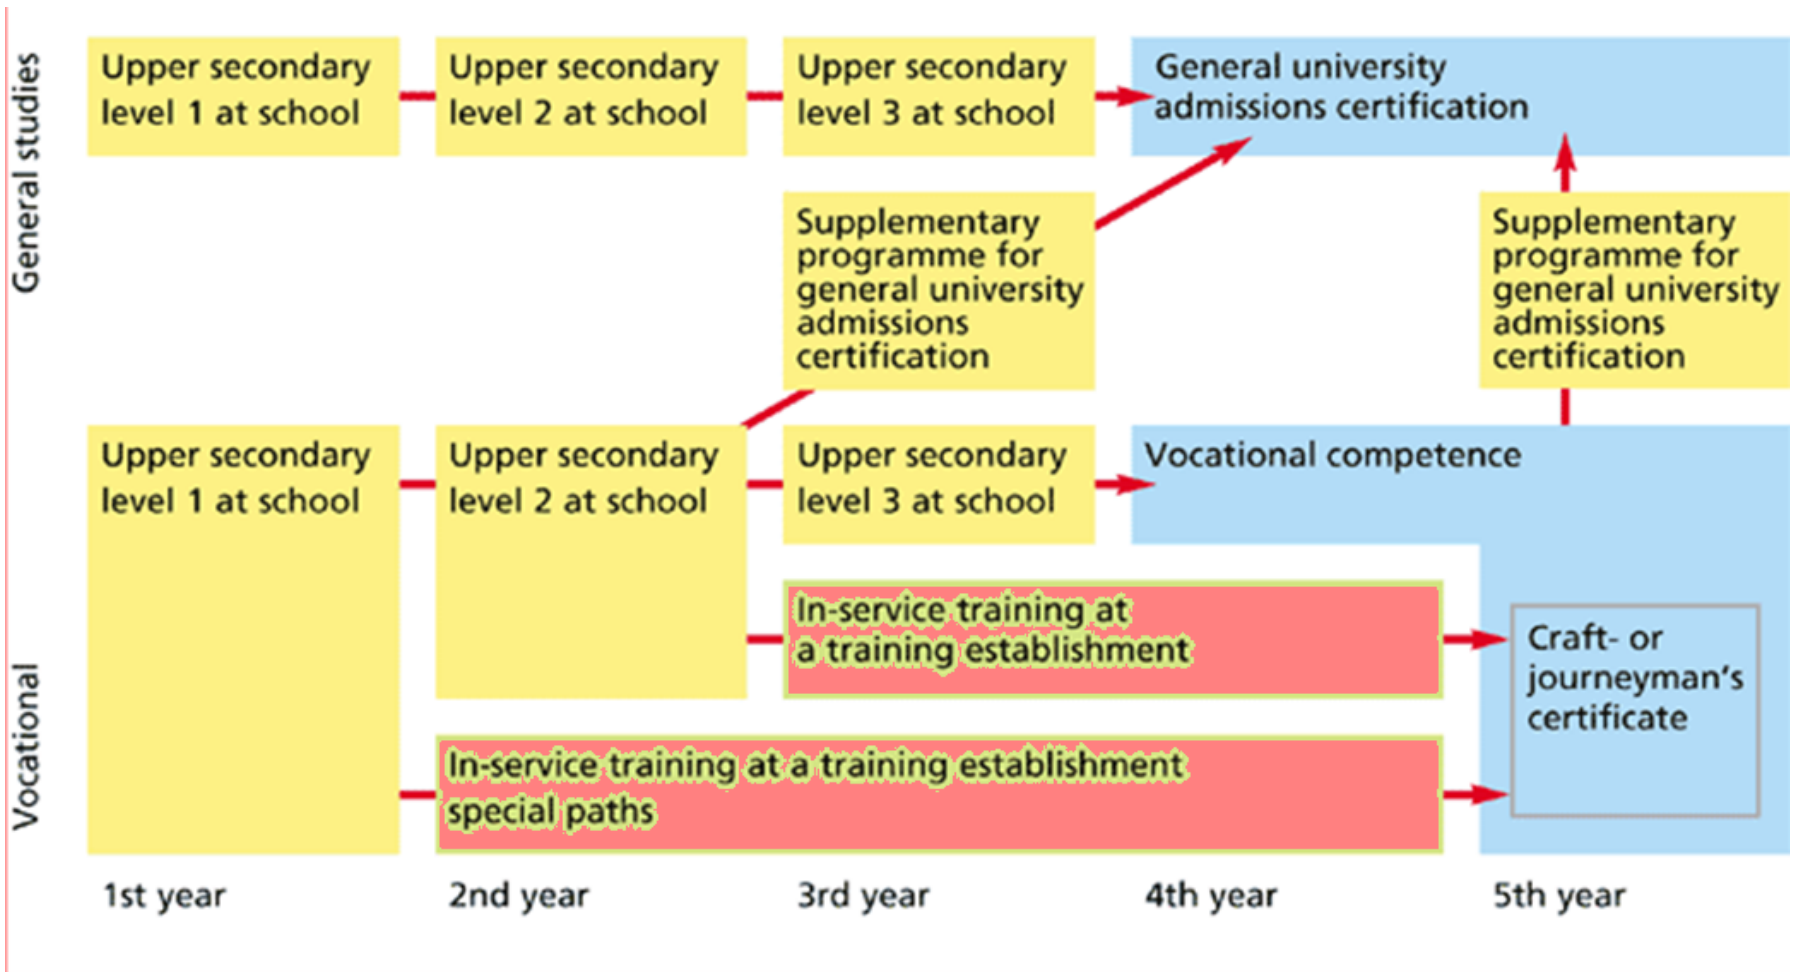 General studies
Upper secondary
level 1 at school
Upper secondary
level 2 at school
Upper secondary
level 3 at school
General university
admissions certification
Supplementary
programme for
general university
admissions
certification
Supplementary
programme for
general university
admissions
certification
Vocational
Upper secondary
level 1 at school
Upper secondary
level 2 at school
Upper secondary
level 3 at school
Vocational competence
In-service training at
a training establishment
Craft- or
journeyman's
certificate
In-service training at a training establishment
special paths
1st year
2nd year
3rd year
4th year
5th year